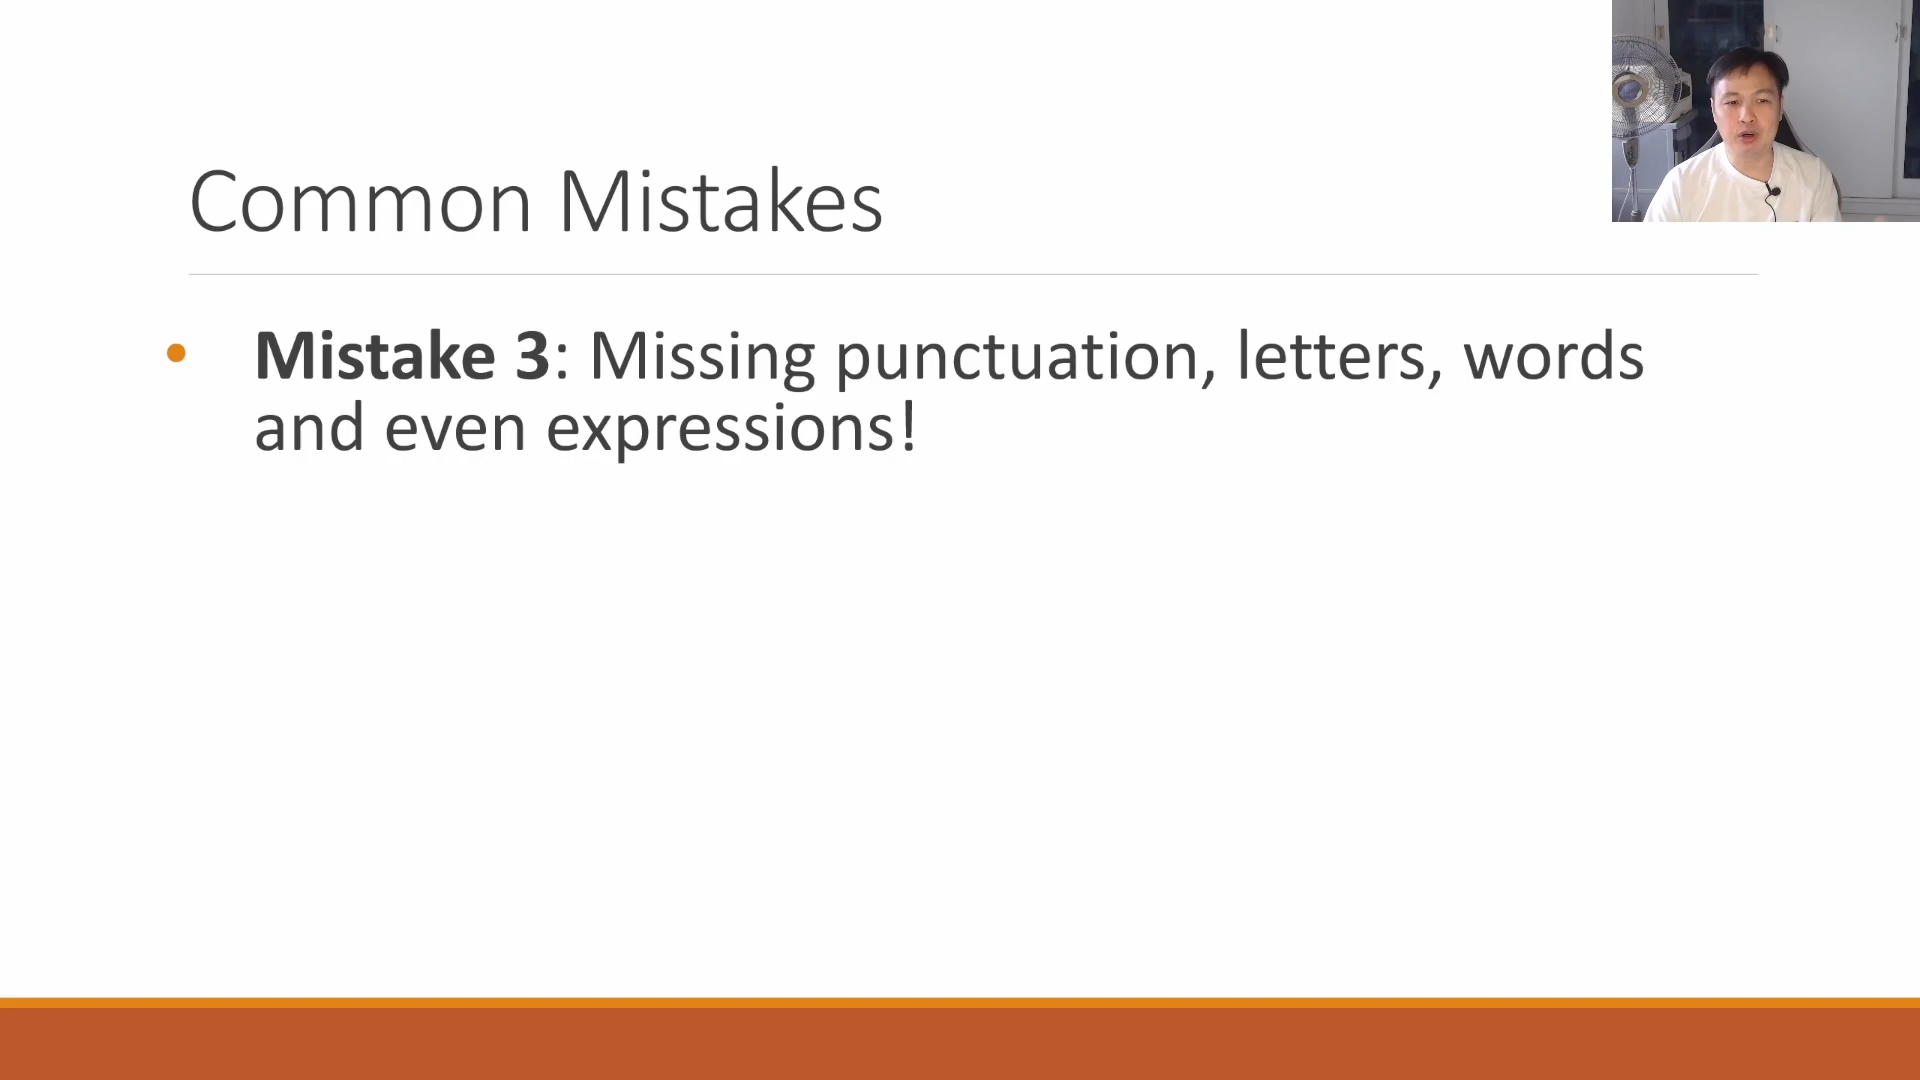 Common Mistakes
• Mistake 3: Missing punctuation, letters, words
and even expressions!